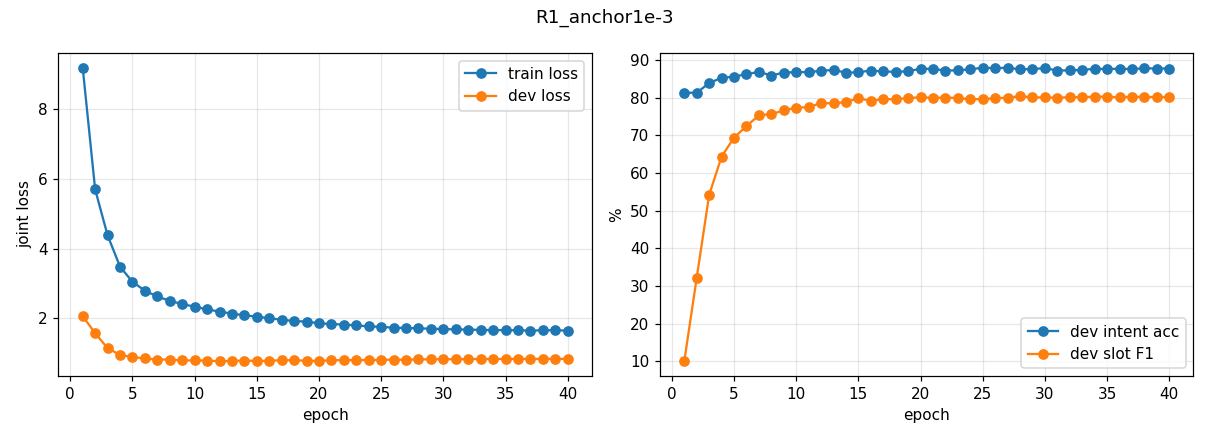 R1_anchor1e-3
joint loss
8
6
4
2
0 5 10 15 20 25 30 35 40
epoch
train loss
dev loss
%
90
80
70
60
50
40
30
20
10
0 5 10 15 20 25 30 35 40
epoch
dev intent acc
dev slot F1